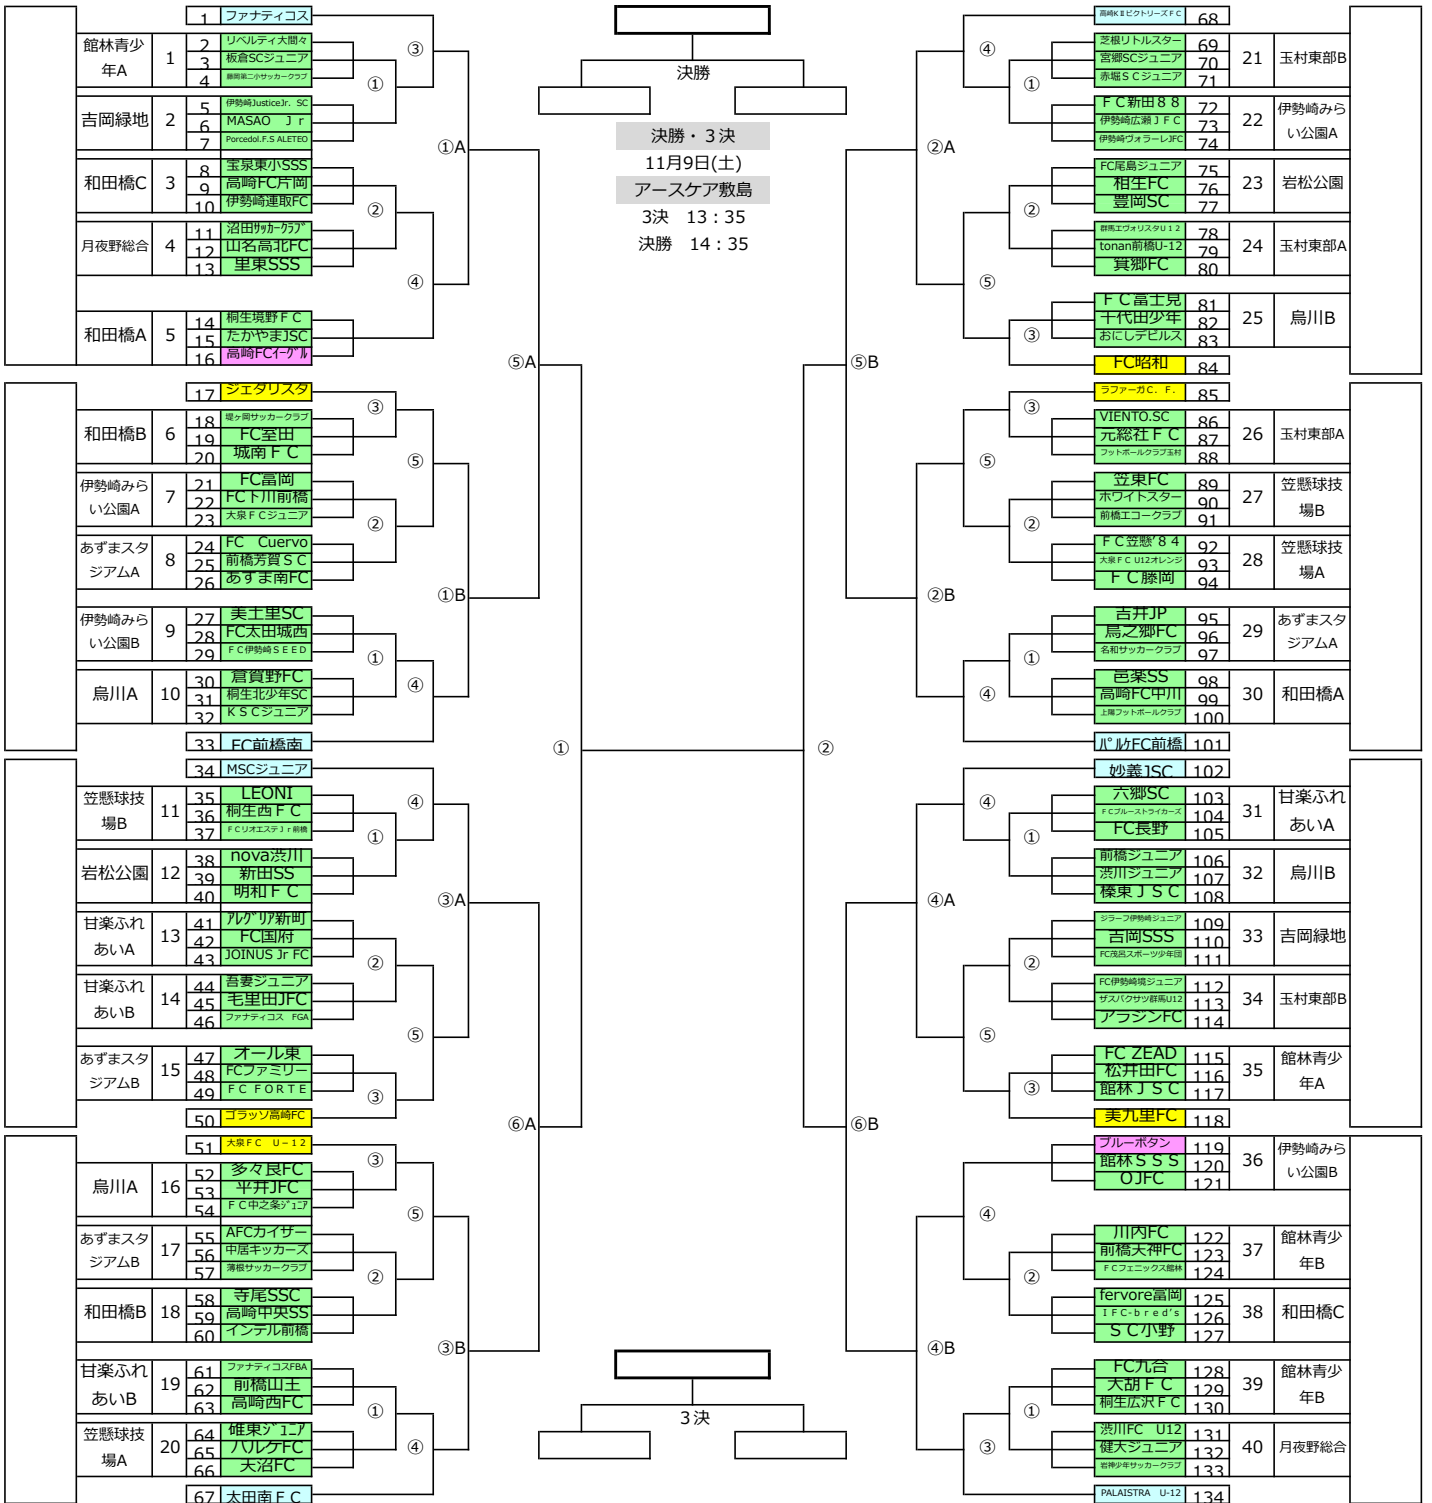 1 ファナティコス
館林青少年A 1
2 リベルティ大間々
3 板倉SCジュニア
4 藤岡第二小サッカークラブ
吉岡緑地 2
5 伊勢崎JusticeJr. SC
6 MASAO Jr
7 Porcedol.F.S ALETEO
和田橋C 3
8 宝泉東小SSS
9 高崎FC片岡
10 伊勢崎連取FC
月夜野総合 4
11 沼田サッカークラブ
12 山名高北FC
13 里東SSS
和田橋A 5
14 桐生境野FC
15 たかやまJSC
16 高崎FCイーグル
17 ジェタリスタ
和田橋B 6
18 堤ヶ岡サッカークラブ
19 FC室田
20 城南FC
伊勢崎みらい公園A 7
21 FC富岡
22 FC下川前橋
23 大泉FCジュニア
あずまスタジアムA 8
24 FC Cuervo
25 前橋芳賀SC
26 あずま南FC
伊勢崎みらい公園B 9
27 美土里SC
28 FC太田城西
29 FC伊勢崎SEED
烏川A 10
30 倉賀野FC
31 桐生北少年SC
32 KSCジュニア
33 FC前橋南
34 MSCジュニア
笠懸球技場B 11
35 LEONI
36 桐生西FC
37 FCリオエステJr前橋
岩松公園 12
38 nova渋川
39 新田SS
40 明和FC
甘楽ふれあいA 13
41 アルグリア新町
42 FC国府
43 JOINUS Jr FC
甘楽ふれあいB 14
44 吾妻ジュニア
45 毛里田JFC
46 ファナティコス FGA
あずまスタジアムB 15
47 オール東
48 FCファミリー
49 FC FORTE
50 ゴラッソ高崎FC
51 大泉FC U-12
烏川A 16
52 多々良FC
53 平井JFC
54 FC中之条ジュニア
あずまスタジアムB 17
55 AFCカイザー
56 中居キッカーズ
57 薄根サッカークラブ
和田橋B 18
58 寺尾SSC
59 高崎中央SS
60 インテル前橋
甘楽ふれあいB 19
61 ファナティコスFBA
62 前橋山王
63 高崎西FC
笠懸球技場A 20
64 碓東ジュニア
65 パルケFC
66 天沼FC
67 太田南FC
③
①
①A
②
④
⑤A
③
⑤
②
①B
①
④
①
④
①
③A
②
⑤
③
⑥A
③
⑤
②
③B
①
④
決勝
決勝・3決
11月9日(土)
アースケア敷島
3決 13:35
決勝 14:35
3決
④
①
②A
②
⑤
③
⑤B
③
⑤
②
②B
①
④
②
④
①
④A
②
⑤
③
⑥B
④
②
④B
①
③
高崎KⅡビクトリーズFC 68
芝根リトルスター 69
宮郷SCジュニア 70
赤堀SCジュニア 71
21 玉村東部B
FC新田88 72
伊勢崎広瀬JFC 73
伊勢崎ヴォラーレJFC 74
22 伊勢崎みらい公園A
FC尾島ジュニア 75
相生FC 76
豊岡SC 77
23 岩松公園
群馬エヴォリスタU12 78
tonan前橋U-12 79
箕郷FC 80
24 玉村東部A
FC富士見 81
千代田少年 82
おにしデビルス 83
25 烏川B
FC昭和 84
ラファーガC.F. 85
VIENTO.SC 86
元総社FC 87
フットボールクラブ玉村 88
26 玉村東部A
笠東FC 89
ホワイトスター 90
前橋エコークラブ 91
27 笠懸球技場B
FC笠懸'84 92
大泉FC U12オレンジ 93
FC藤岡 94
28 笠懸球技場A
吉井JP 95
島之郷FC 96
名和サッカークラブ 97
29 あずまスタジアムA
邑楽SS 98
高崎FC中川 99
上陽フットボールクラブ 100
30 和田橋A
パルケFC前橋 101
妙義JSC 102
六郷SC 103
FCブルーストライカーズ 104
FC長野 105
31 甘楽ふれあいA
前橋ジュニア 106
渋川ジュニア 107
榛東JSC 108
32 烏川B
ジラーフ伊勢崎ジュニア 109
吉岡SSS 110
FC茂呂スポーツ少年団 111
33 吉岡緑地
FC伊勢崎境ジュニア 112
ザスパクサツ群馬U12 113
アラジンFC 114
34 玉村東部B
FC ZEAD 115
松井田FC 116
館林JSC 117
35 館林青少年A
美九里FC 118
ブルーボタン 119
館林SSS 120
OJFC 121
36 伊勢崎みらい公園B
川内FC 122
前橋天神FC 123
FCフェニックス館林 124
37 館林青少年B
fervore富岡 125
IFC-bred's 126
SC小野 127
38 和田橋C
FC九合 128
大胡FC 129
桐生広沢FC 130
39 館林青少年B
渋川FC U12 131
健大ジュニア 132
岩神少年サッカークラブ 133
40 月夜野総合
PALAISTRA U-12 134